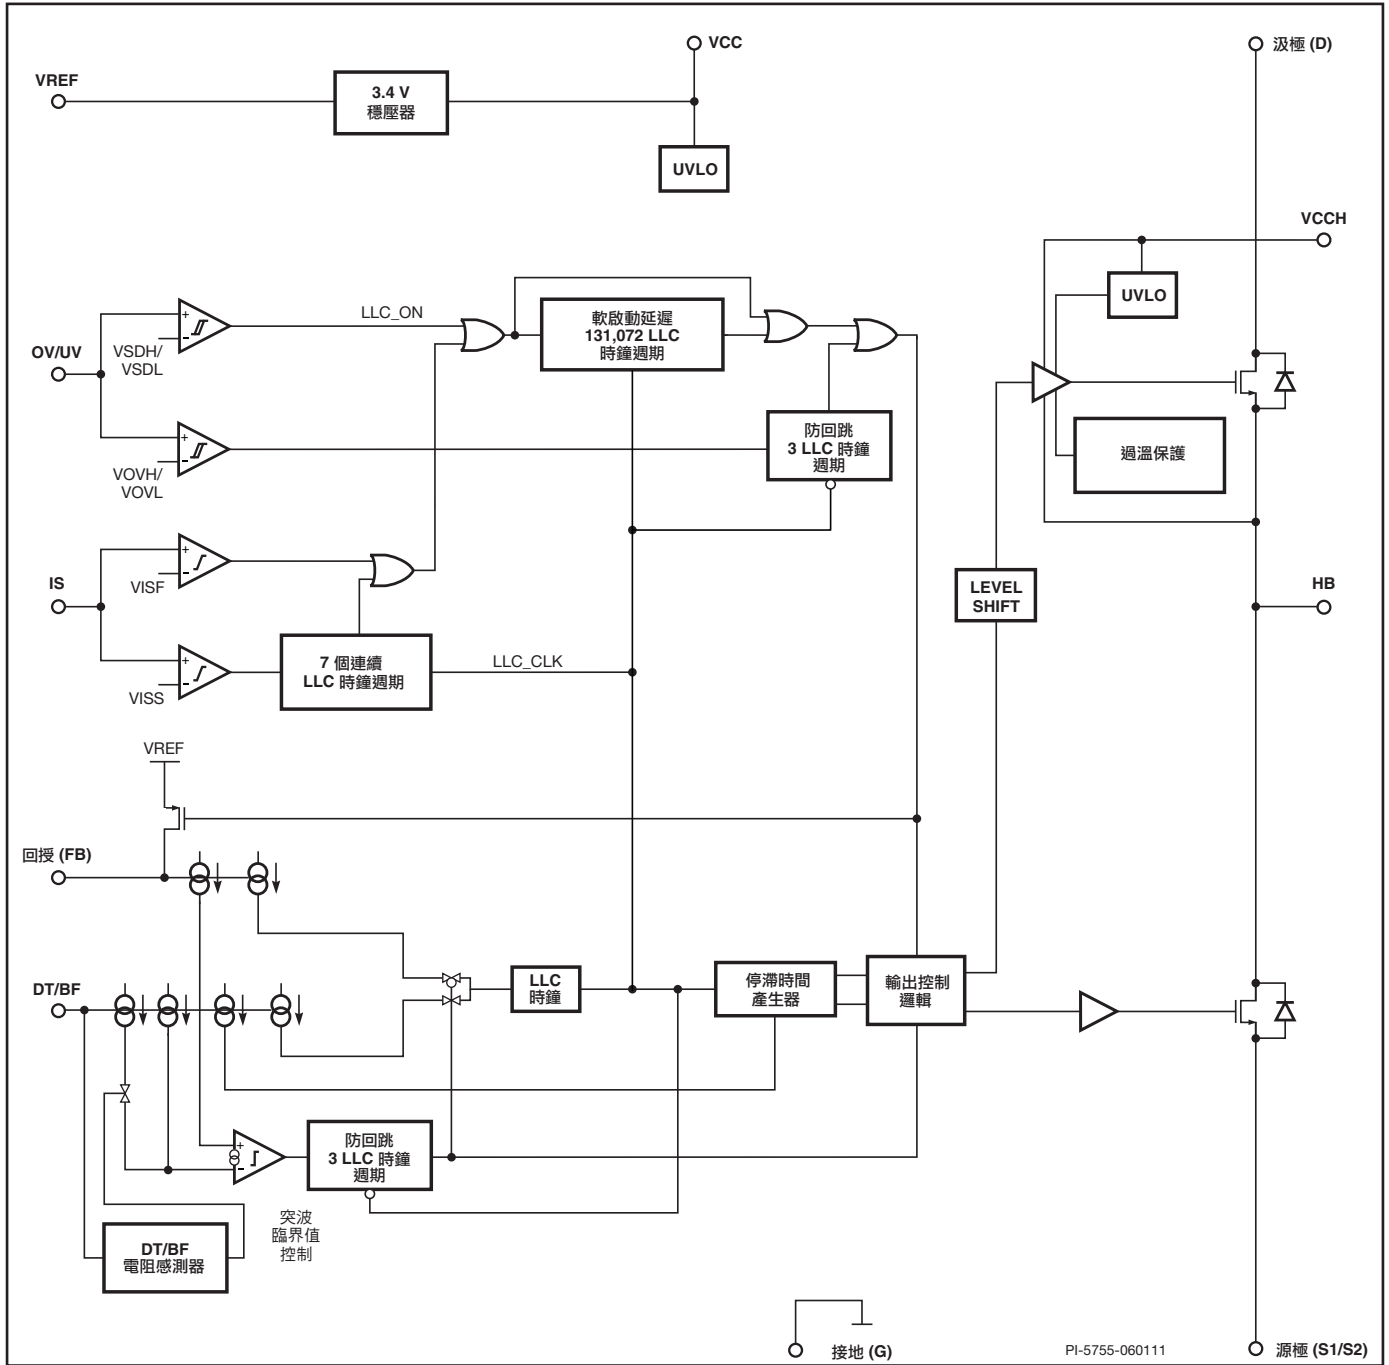 VCC
汲極 (D)
VREF
3.4 V
穩壓器
UVLO
VCCH
UVLO
LLC_ON
軟啟動延遲
131,072 LLC
時鐘週期
+
-
VSDH/
VSDL
OV/UV
防回跳
3 LLC 時鐘
週期
過溫保護
+
-
VOVH/
VOVL
+
-
VISF
IS
LEVEL
SHIFT
HB
7 個連續
LLC 時鐘週期
LLC_CLK
+
-
VISS
VREF
回授 (FB)
DT/BF
LLC
時鐘
停滯時間
產生器
輸出控制
邏輯
+
-
防回跳
3 LLC 時鐘
週期
突波
臨界值
控制
DT/BF
電阻感測器
接地 (G)
PI-5755-060111
源極 (S1/S2)